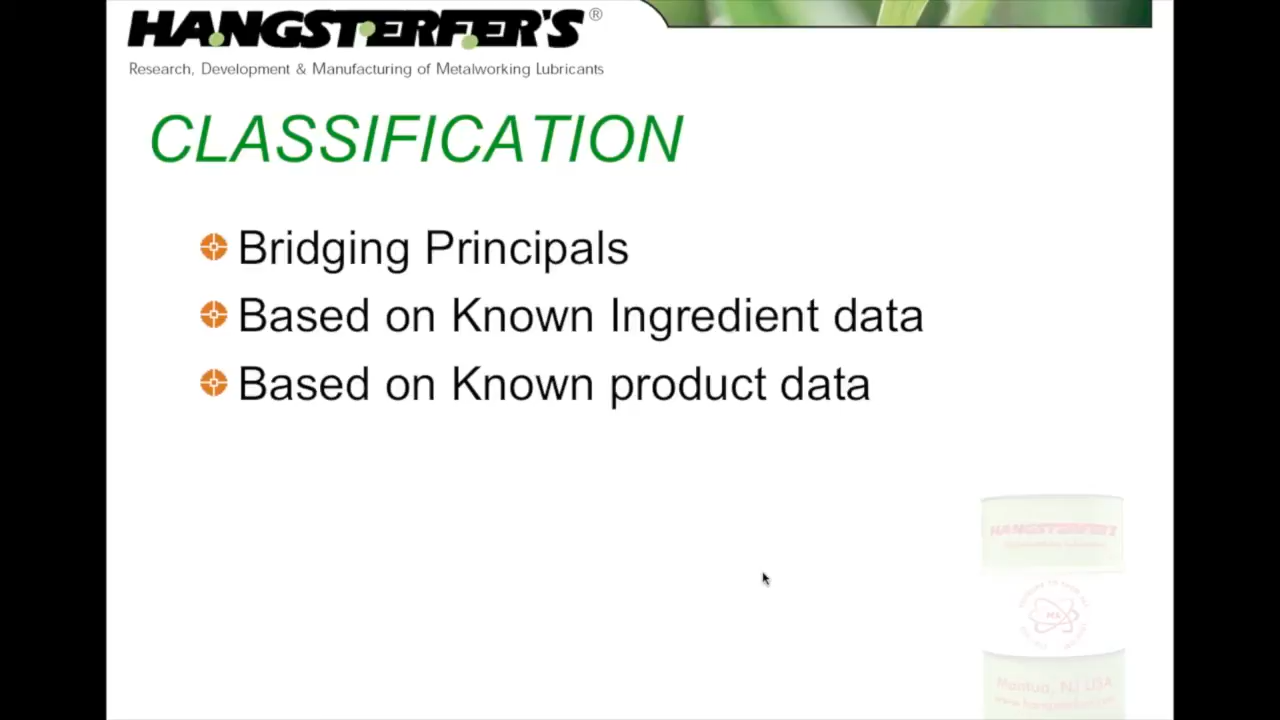 HANGSTERFER'S®
Research, Development & Manufacturing of Metalworking Lubricants
CLASSIFICATION
Bridging Principals
Based on Known Ingredient data
Based on Known product data
HANGSTERFER'S